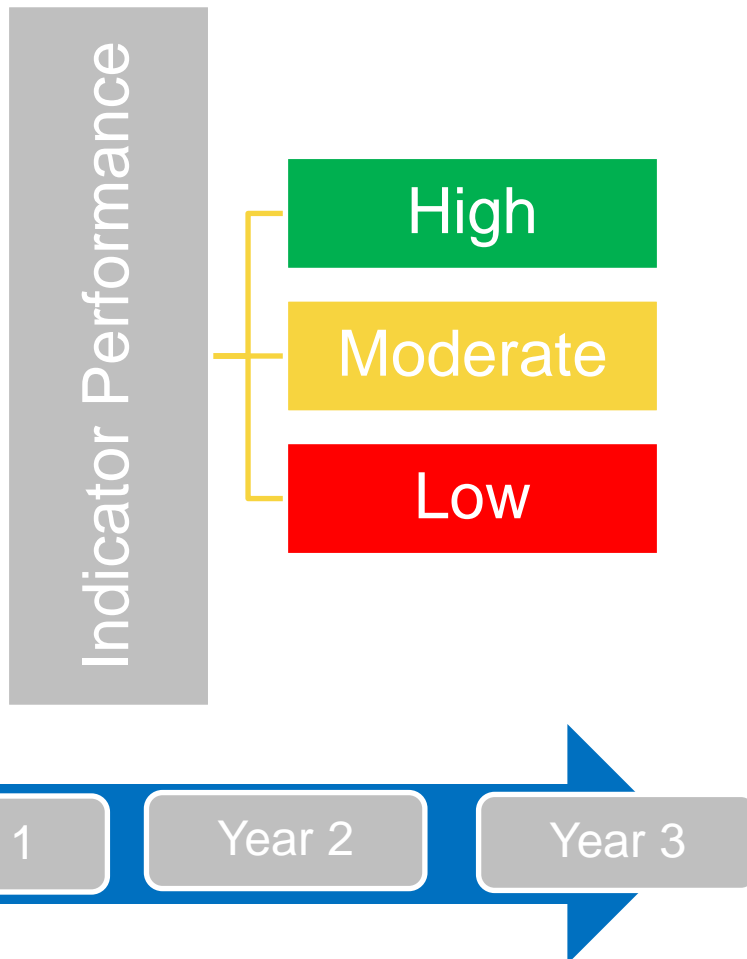 Indicator Performance
High
Moderate
Low
1
Year 2
Year 3